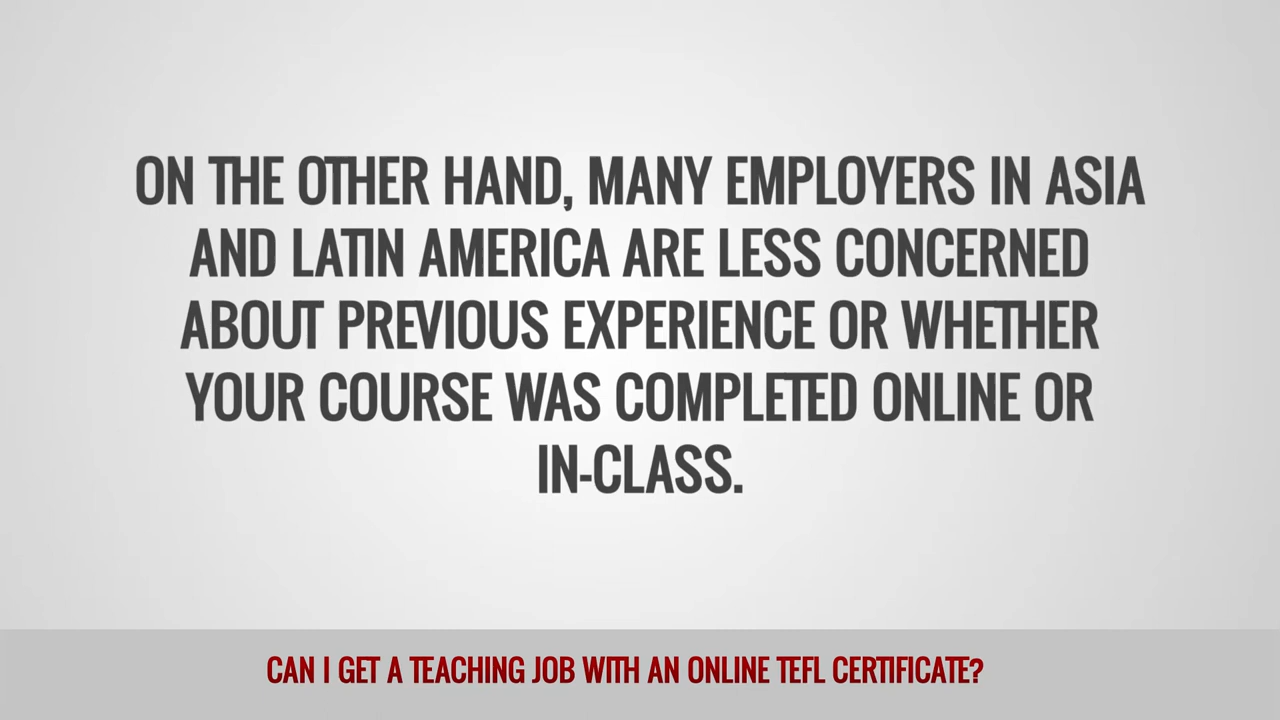 ON THE OTHER HAND, MANY EMPLOYERS IN ASIA
AND LATIN AMERICA ARE LESS CONCERNED
ABOUT PREVIOUS EXPERIENCE OR WHETHER
YOUR COURSE WAS COMPLETED ONLINE OR
IN-CLASS.
CAN I GET A TEACHING JOB WITH AN ONLINE TEFL CERTIFICATE?